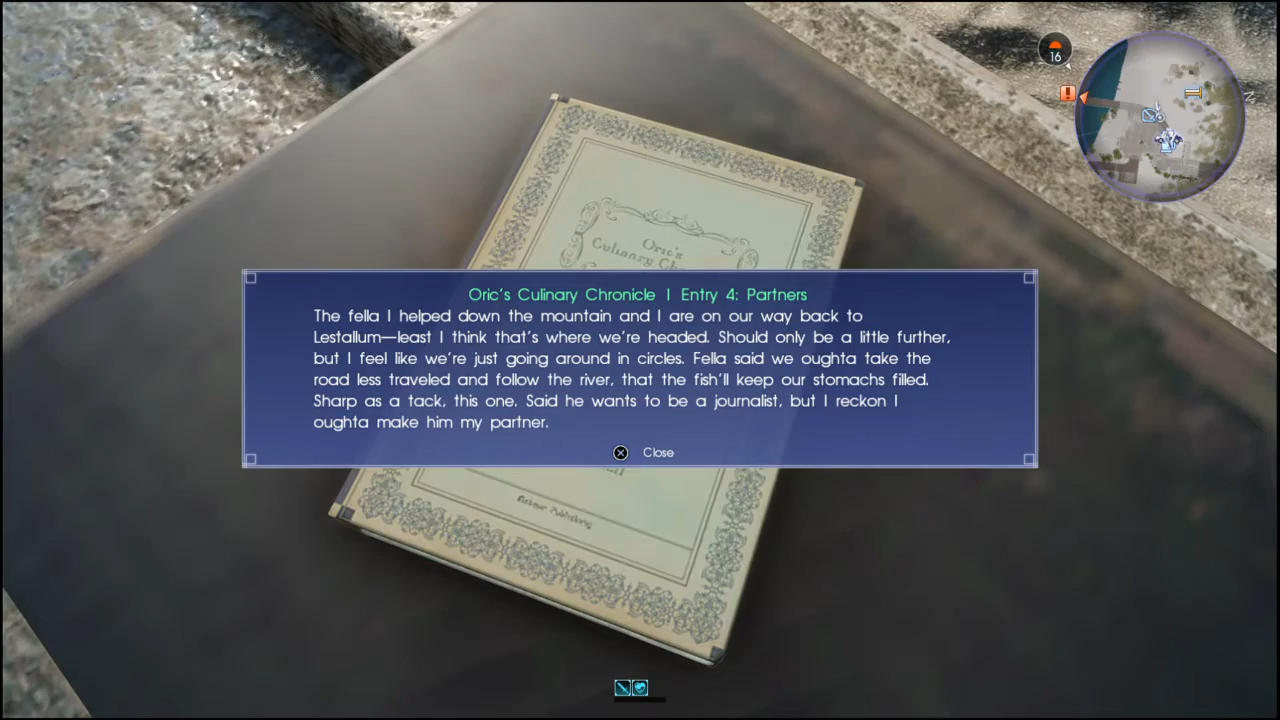 16
!
Oric's
Culinary
Oric's Culinary Chronicle | Entry 4: Partners
The fella I helped down the mountain and I are on our way back to
Lestallum—least I think that's where we're headed. Should only be a little further,
but I feel like we're just going around in circles. Fella said we oughta take the
road less traveled and follow the river, that the fish'll keep our stomachs filled.
Sharp as a tack, this one. Said he wants to be a journalist, but I reckon I
oughta make him my partner.
Close
Publishing